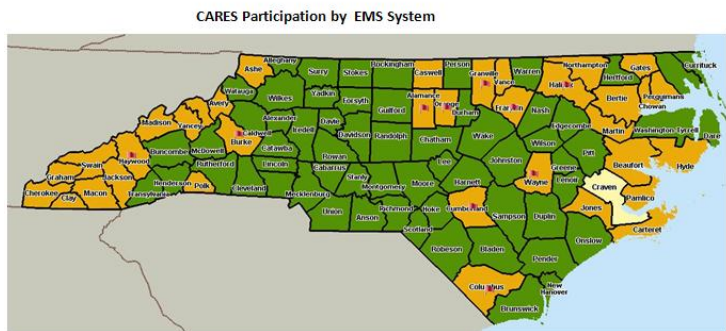 CARES Participation by EMS System
Ashe
Alleghany
Surry
Stokes
Rockingham
Caswell
Person
Granville
Vance
Warren
Northampton
Gates
Currituck
Hertford
Halifax
Perquimans
Chowan
Bertie
Watauga
Wilkes
Yadkin
Forsyth
Guilford
Alamance
Orange
Durham
Franklin
Nash
Edgecombe
Martin
Washington
Tyrrell
Dare
Avery
Madison
Yancey
Caldwell
Alexander
Iredell
Davie
Davidson
Randolph
Chatham
Wake
Wilson
Pitt
Beaufort
Hyde
Burke
Catawba
Rowan
Buncombe
McDowell
Haywood
Swain
Graham
Jackson
Rutherford
Lincoln
Cabarrus
Stanly
Montgomery
Moore
Lee
Harnett
Johnston
Wayne
Greene
Lenoir
Craven
Pamlico
Cherokee
Clay
Macon
Transylvania
Henderson
Polk
Cleveland
Mecklenburg
Union
Anson
Richmond
Hoke
Scotland
Cumberland
Sampson
Duplin
Jones
Carteret
Onslow
Robeson
Bladen
Pender
New
Hanover
Columbus
Brunswick